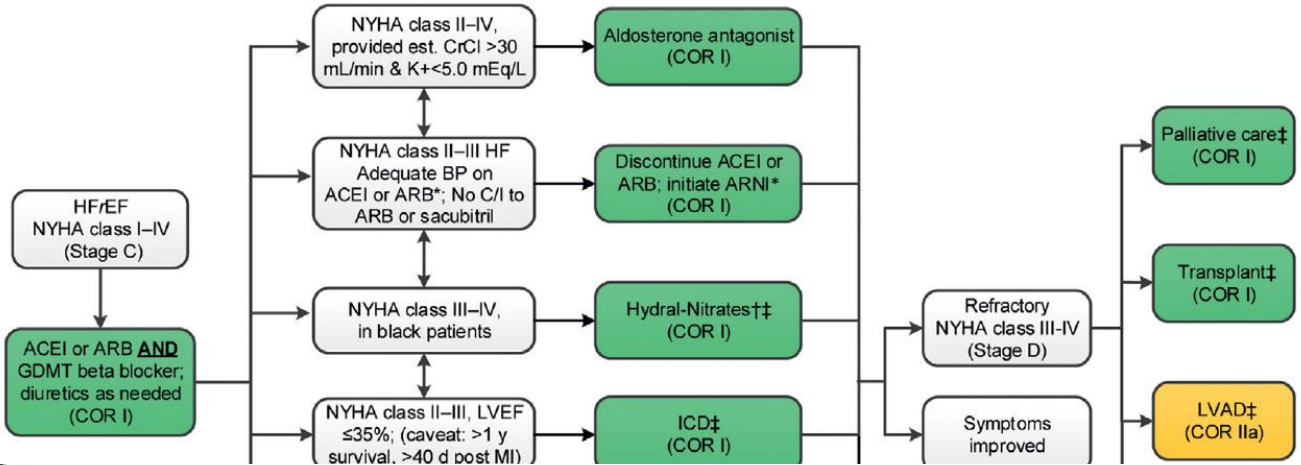 HFrEF
NYHA class I–IV
(Stage C)
ACEI or ARB AND
GDMT beta blocker;
diuretics as needed
(COR I)
NYHA class II–IV,
provided est. CrCl >30
mL/min & K+<5.0 mEq/L
Aldosterone antagonist
(COR I)
NYHA class II–III HF
Adequate BP on
ACEI or ARB*; No C/I to
ARB or sacubitril
Discontinue ACEI or
ARB; initiate ARNI*
(COR I)
NYHA class III–IV,
in black patients
Hydral-Nitrates†‡
(COR I)
NYHA class II–III, LVEF
≤35%; (caveat: >1 y
survival, >40 d post MI)
ICD‡
(COR I)
Refractory
NYHA class III-IV
(Stage D)
Symptoms
improved
Palliative care‡
(COR I)
Transplant‡
(COR I)
LVAD‡
(COR IIa)